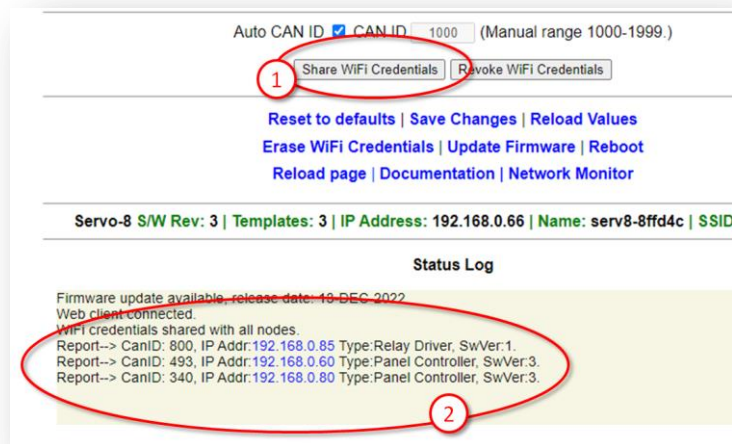 Auto CAN ID CAN ID 1000 (Manual range 1000-1999.)
1
Share WiFi Credentials Revoke WiFi Credentials
Reset to defaults | Save Changes | Reload Values
Erase WiFi Credentials | Update Firmware | Reboot
Reload page | Documentation | Network Monitor
Servo-8 S/W Rev: 3 | Templates: 3 | IP Address: 192.168.0.66 | Name: serv8-8ffd4c | SSID
Status Log
Firmware update available, release date: 13-DEC-2022
Web client connected.
WiFi credentials shared with all nodes.
Report--> CanID: 800, IP Addr:192.168.0.85 Type:Relay Driver, SwVer:1.
Report--> CanID: 493, IP Addr:192.168.0.60 Type:Panel Controller, SwVer:3.
Report--> CanID: 340, IP Addr:192.168.0.80 Type:Panel Controller, SwVer:3.
2